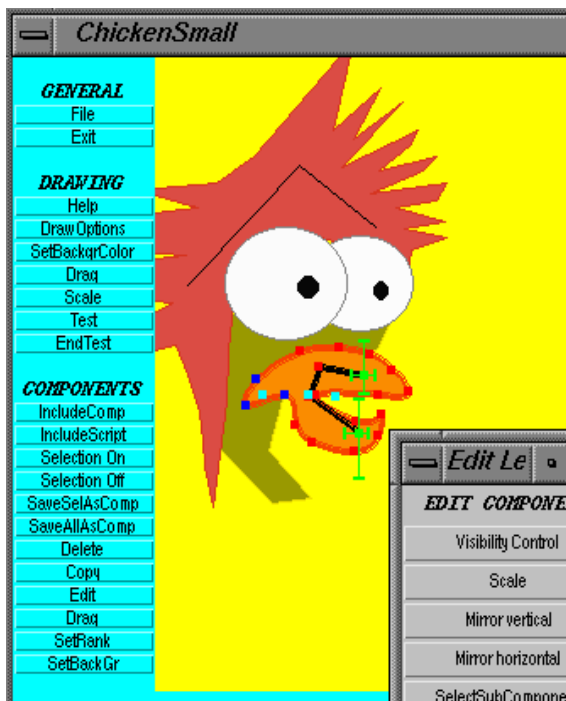 ChickenSmall
GENERAL
File
Exit
DRAWING
Help
DrawOptions
SetBackgrColor
Drag
Scale
Test
EndTest
COMPONENTS
IncludeComp
IncludeScript
Selection On
Selection Off
SaveSelAsComp
SaveAllAsComp
Delete
Copy
Edit
Drag
SetRank
SetBackGr
Edit Le
EDIT COMPONE
Visibility Control
Scale
Mirror vertical
Mirror horizontal
SelectSubCompone